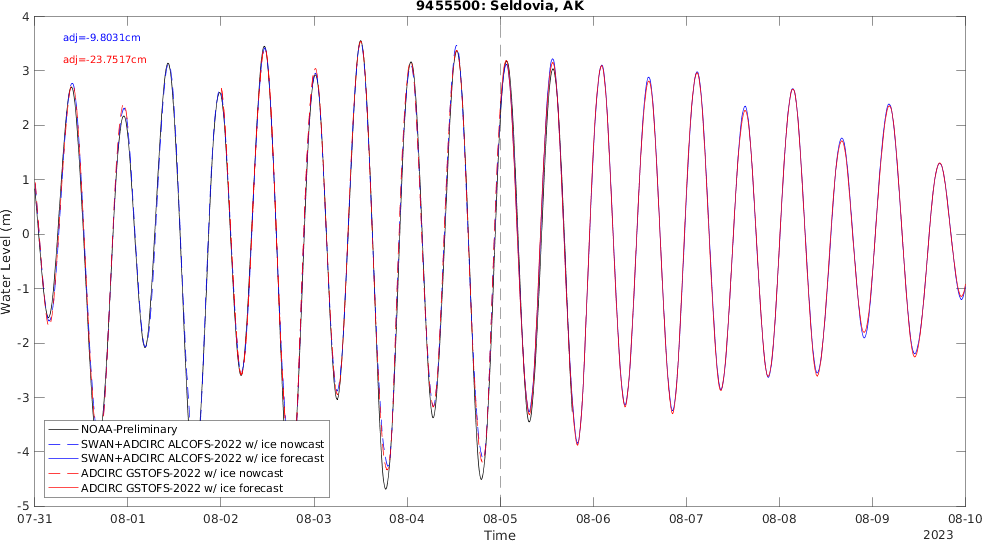 9455500: Seldovia, AK
adj=-9.8031cm
adj=-23.7517cm
4
3
2
1
0
-1
-2
-3
-4
-5
Water Level (m)
NOAA-Preliminary
SWAN+ADCIRC ALCOFS-2022 w/ ice nowcast
SWAN+ADCIRC ALCOFS-2022 w/ ice forecast
ADCIRC GSTOFS-2022 w/ ice nowcast
ADCIRC GSTOFS-2022 w/ ice forecast
07-31 08-01 08-02 08-03 08-04 08-05 08-06 08-07 08-08 08-09 08-10
Time
2023